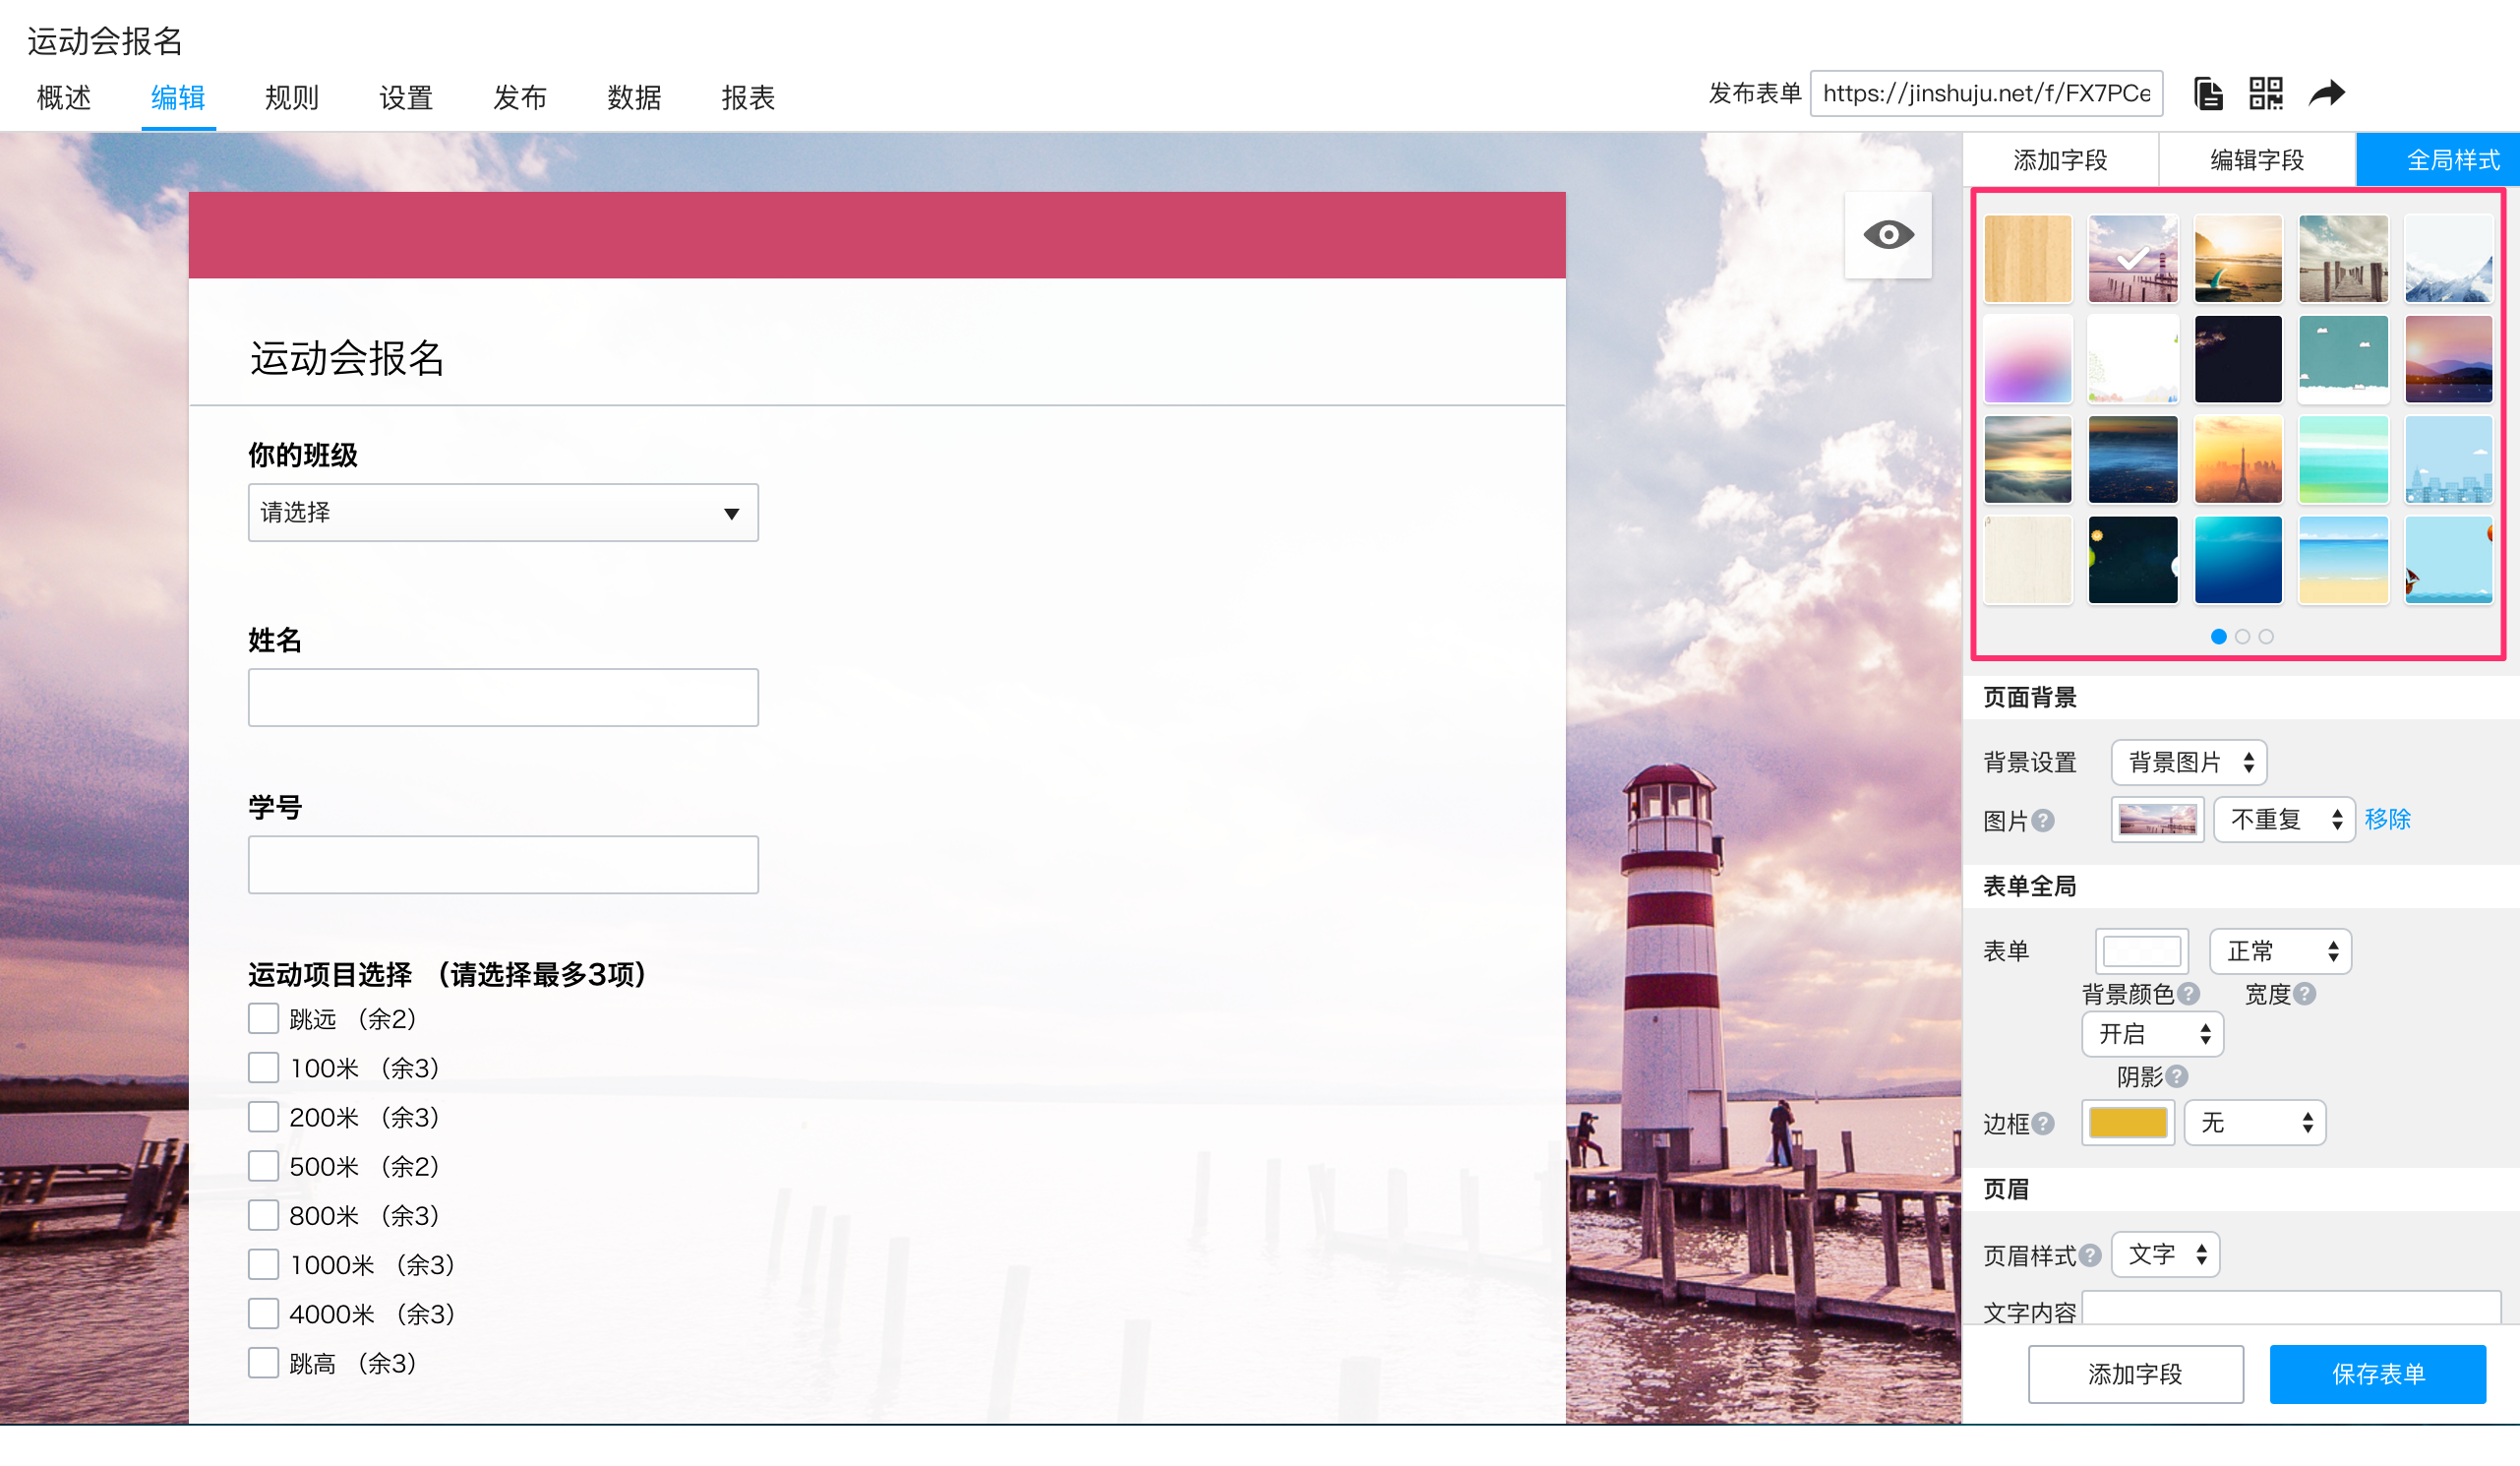 运动会报名
概述 编辑 规则 设置 发布 数据 报表 发布表单 https://jinshuju.net/f/FX7PCe
添加字段 编辑字段 全局样式
运动会报名
你的班级
请选择
姓名
学号
运动项目选择 （请选择最多3项）
跳远 （余2）
100米 （余3）
200米 （余3）
500米 （余2）
800米 （余3）
1000米 （余3）
4000米 （余3）
跳高 （余3）
页面背景
背景设置 背景图片
图片 ? 不重复 移除
表单全局
表单 正常
背景颜色 ? 宽度 ?
开启
阴影 ?
边框 ? 无
页眉
页眉样式 ? 文字
文字内容
添加字段 保存表单